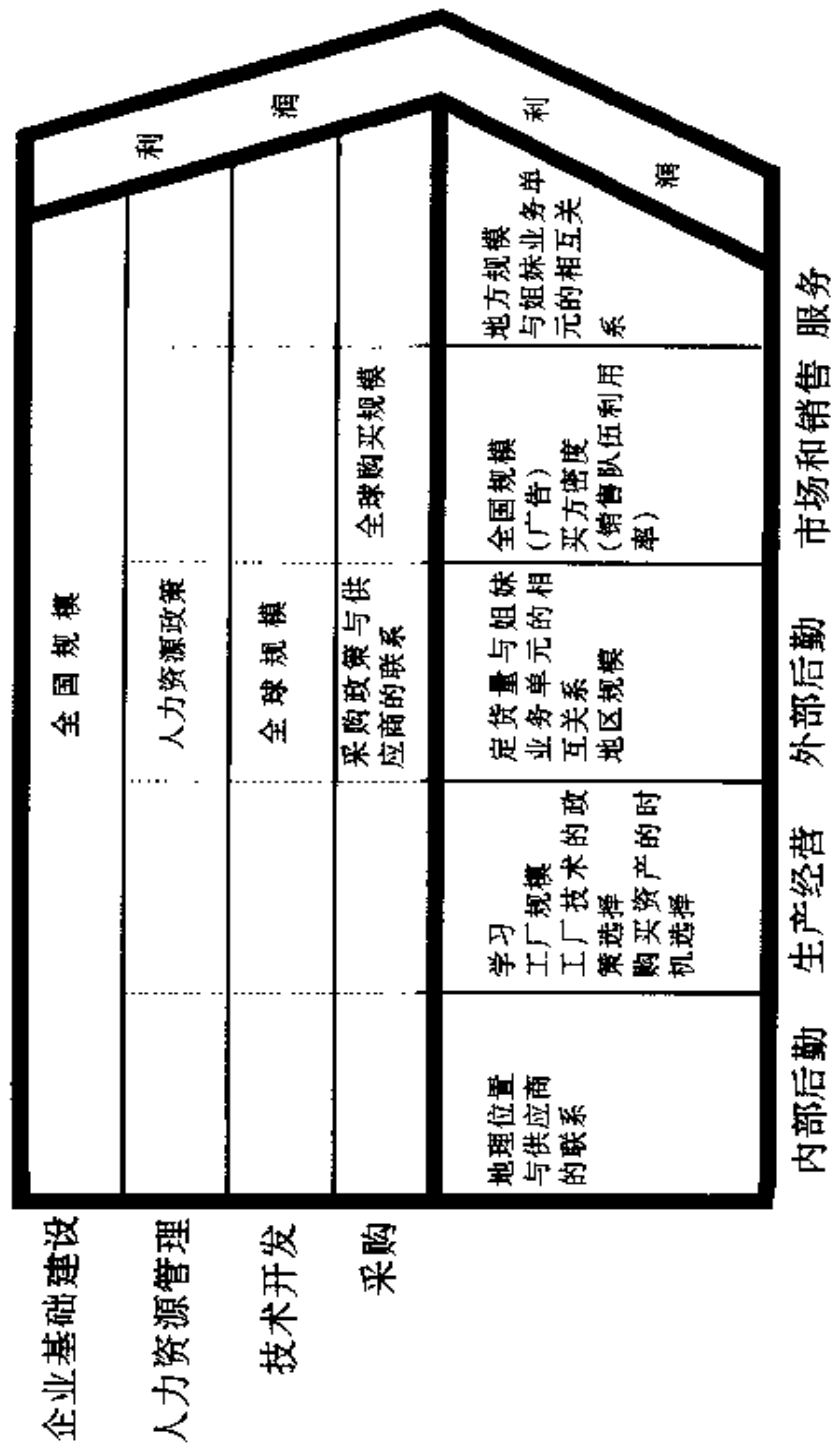 企业基础建设
全国规模
利
润
人力资源管理
人力资源政策
技术开发
全球规模
采购
采购政策与供
应商的联系
全球购买规模
利
润
地理位置
与供应商
的联系
学习
工厂规模
工厂技术的政
策选择
购买资产的时
机选择
定货量与姐妹
业务单元的相
互关系
地区规模
全国规模
(广告)
买方密度
(销售队伍利用
率)
地方规模
与姐妹业务单
元的相互关
系
内部后勤
生产经营
外部后勤
市场和销售
服务